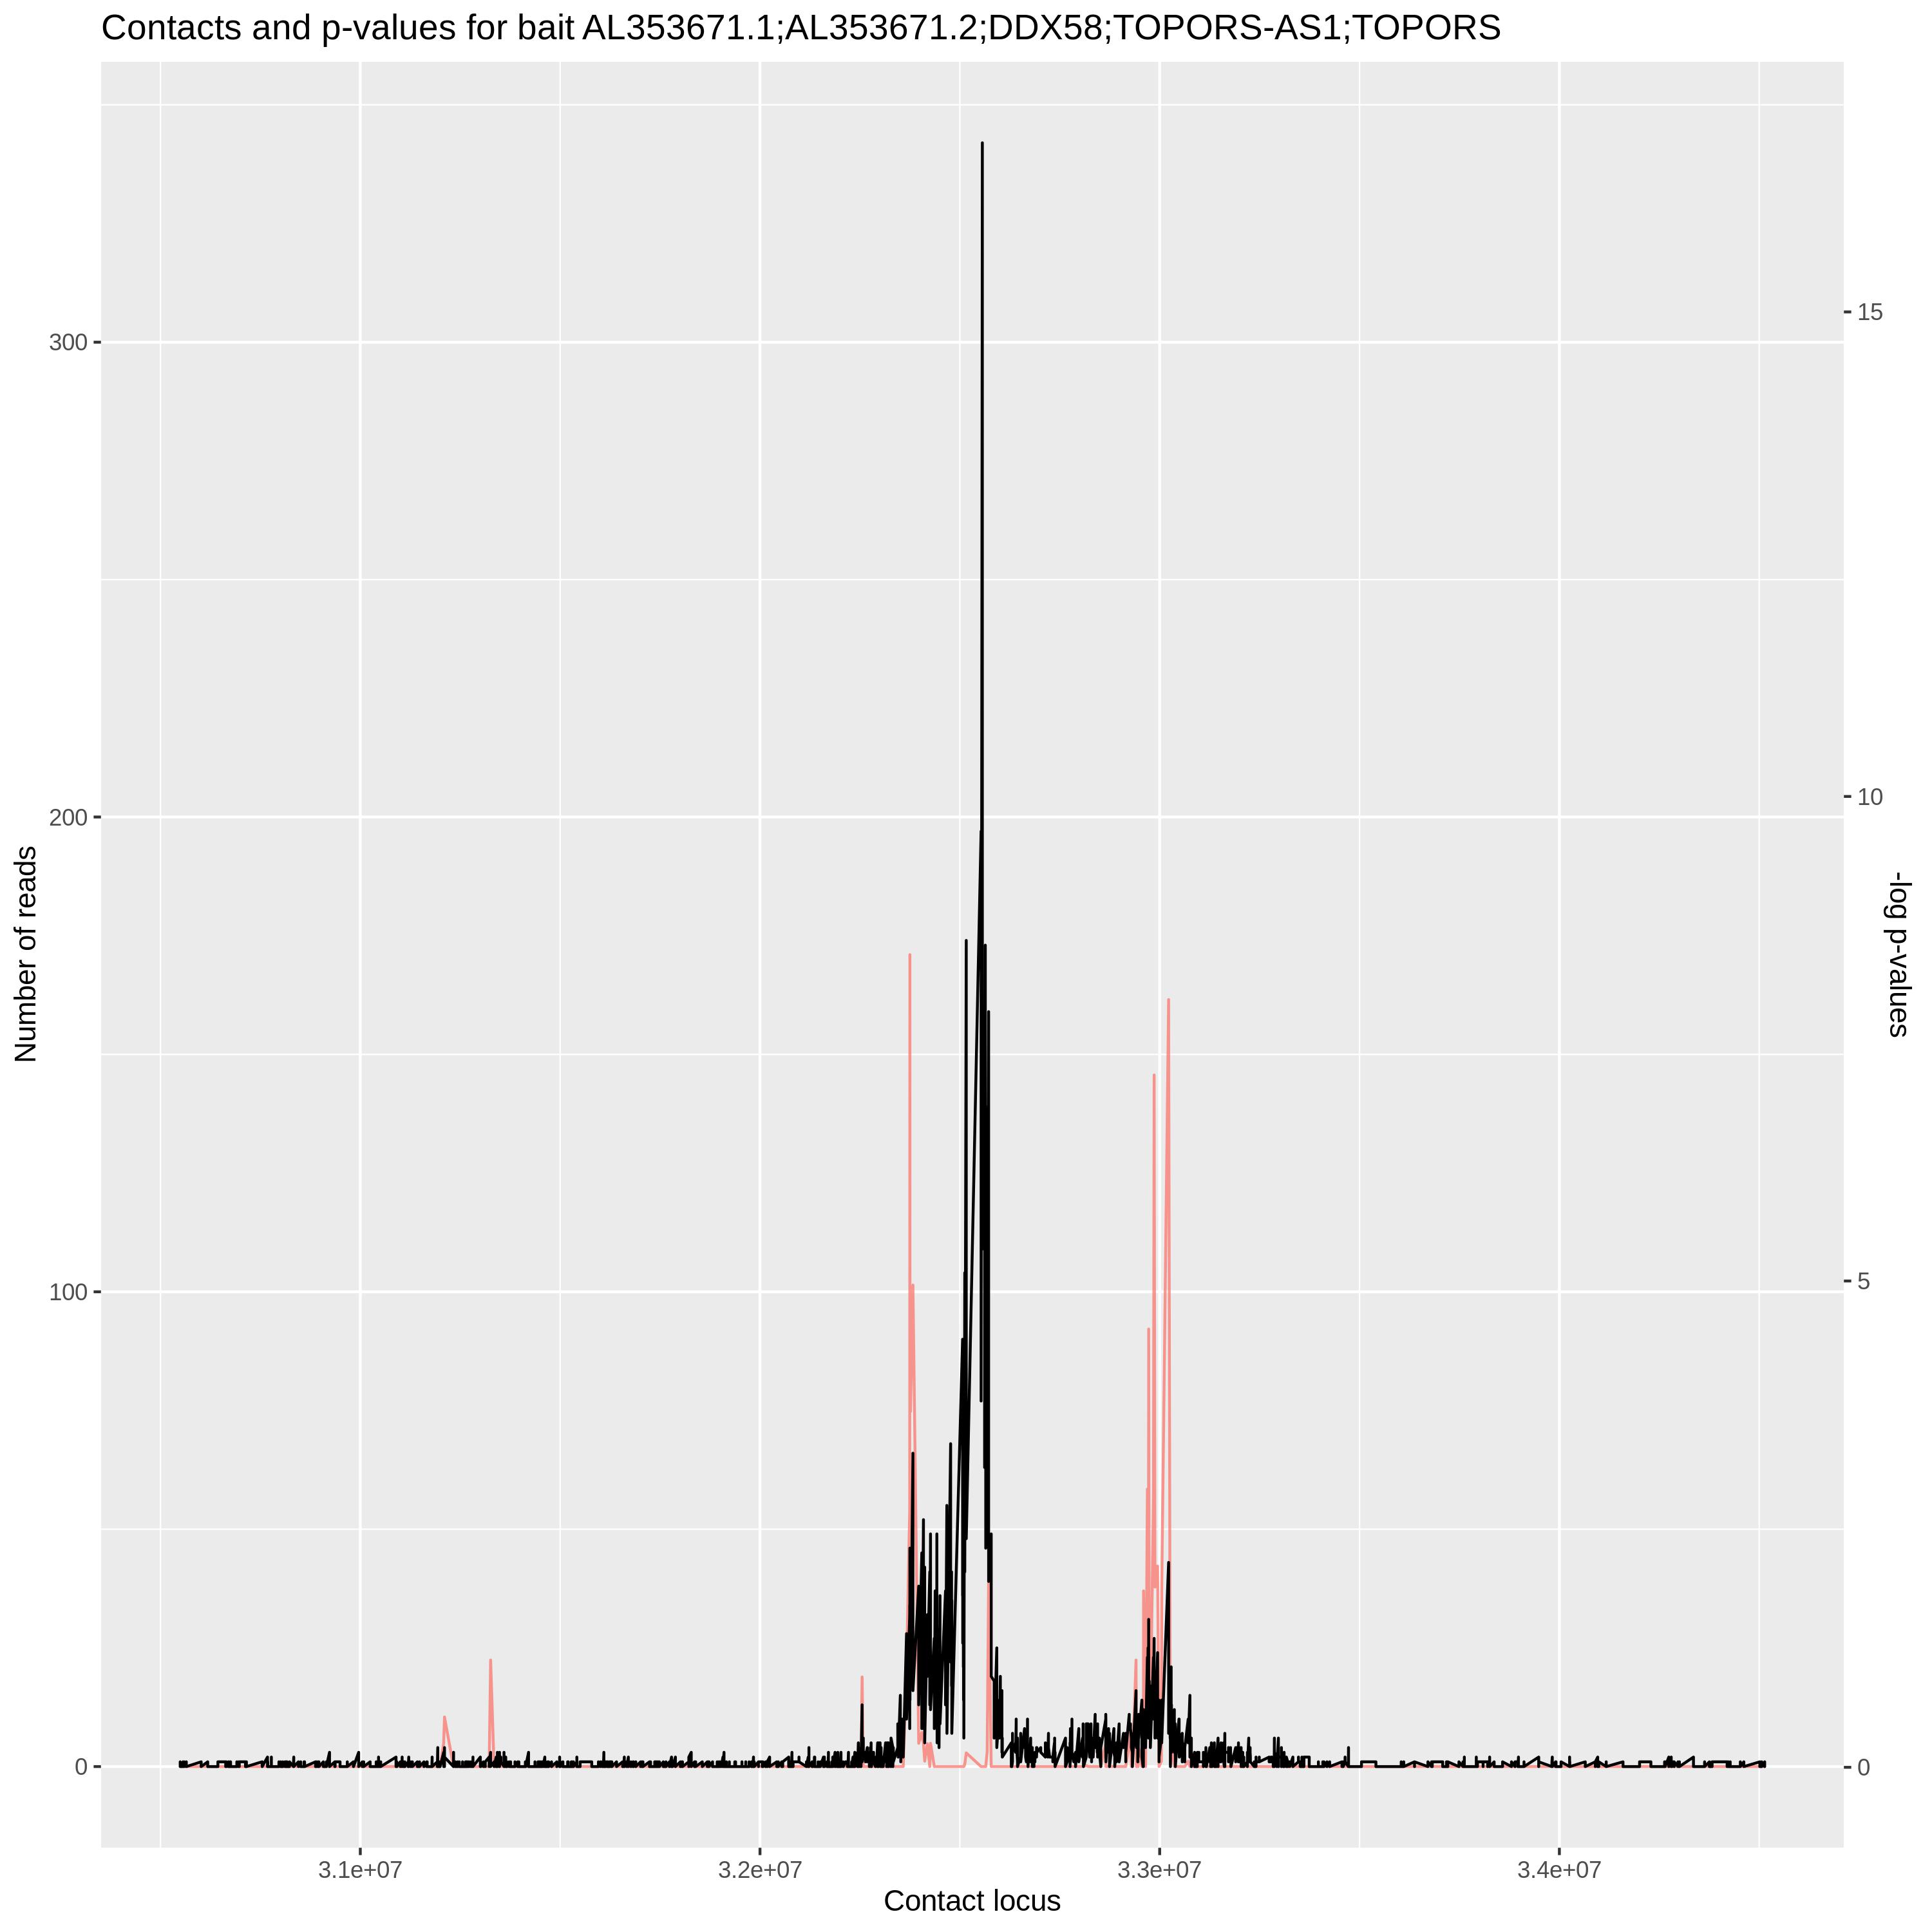 Contacts and p-values for bait AL353671.1;AL353671.2;DDX58;TOPORS-AS1;TOPORS
300
200
100
0
Number of reads
15
10
5
0
-log p-values
3.1e+07
3.2e+07
3.3e+07
3.4e+07
Contact locus